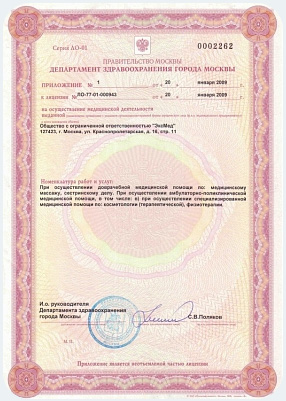 Серия ЛО-01
0002262
ПРАВИТЕЛЬСТВО МОСКВЫ
ДЕПАРТАМЕНТ ЗДРАВООХРАНЕНИЯ ГОРОДА МОСКВЫ
ПРИЛОЖЕНИЕ № 1 от « 20 » января 2009 г.
к лицензии № ЛО-77-01-000943 от « 20 » января 2009 г.
на осуществление медицинской деятельности
выданной
Общество с ограниченной ответственностью "ЭкоМед"
127423, г. Москва, ул. Краснопролетарская, д. 16, стр. 11
Номенклатура работ и услуг:
При осуществлении доврачебной медицинской помощи по: медицинскому
массажу, сестринскому делу. При осуществлении амбулаторно-поликлинической
медицинской помощи, в том числе: в) при осуществлении специализированной
медицинской помощи по: косметологии (терапевтической), физиотерапии.
И.о. руководителя
Департамента здравоохранения
города Москвы
С.В.Поляков
М.П.
Приложение является неотъемлемой частью лицензии